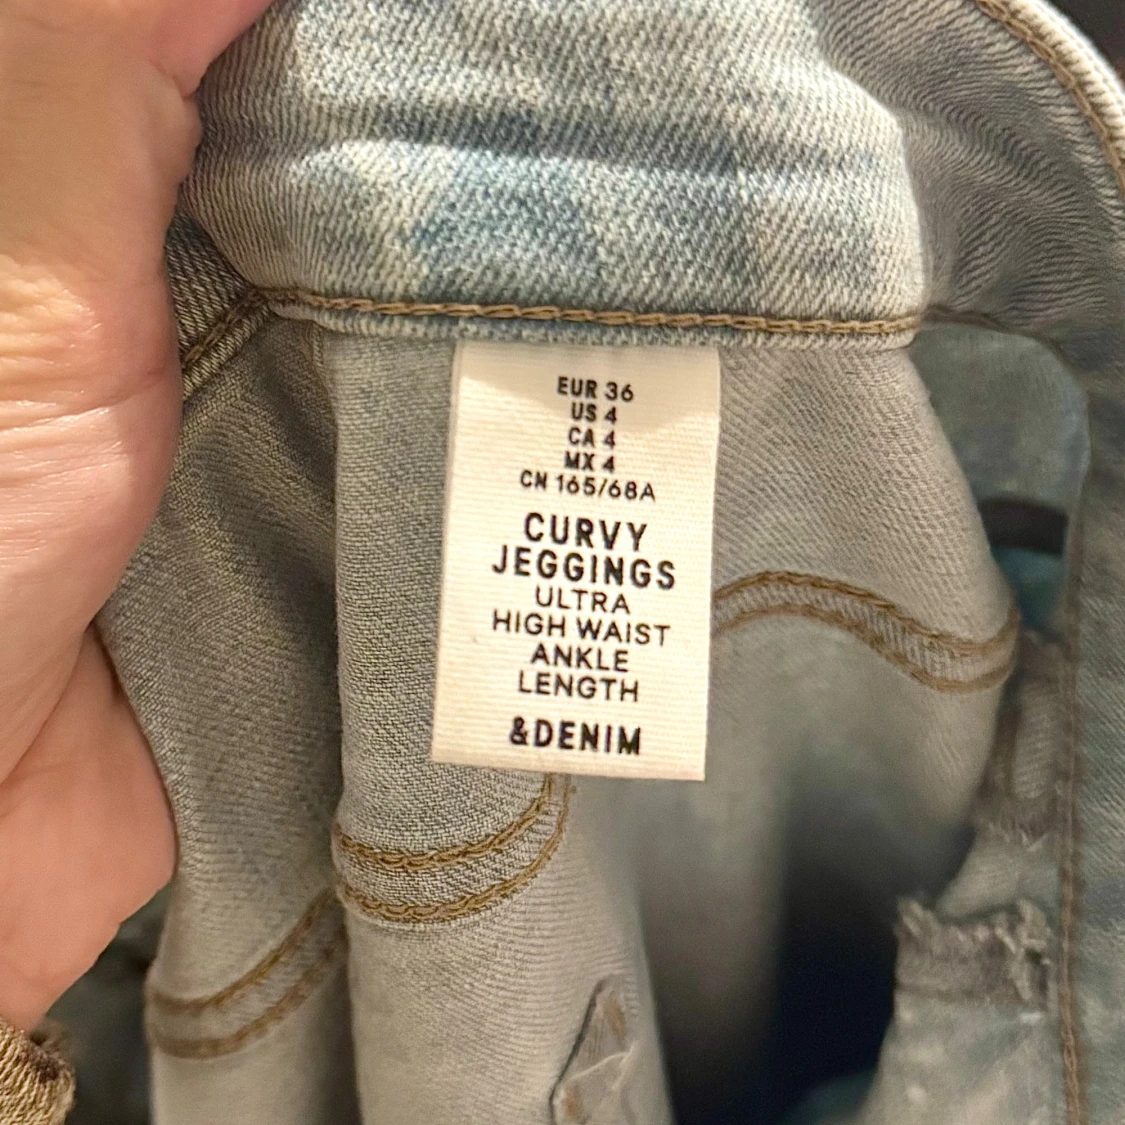 EUR 36
US 4
CA 4
MX 4
CN 165/68A
CURVY
JEGGINGS
ULTRA
HIGH WAIST
ANKLE
LENGTH
&DENIM